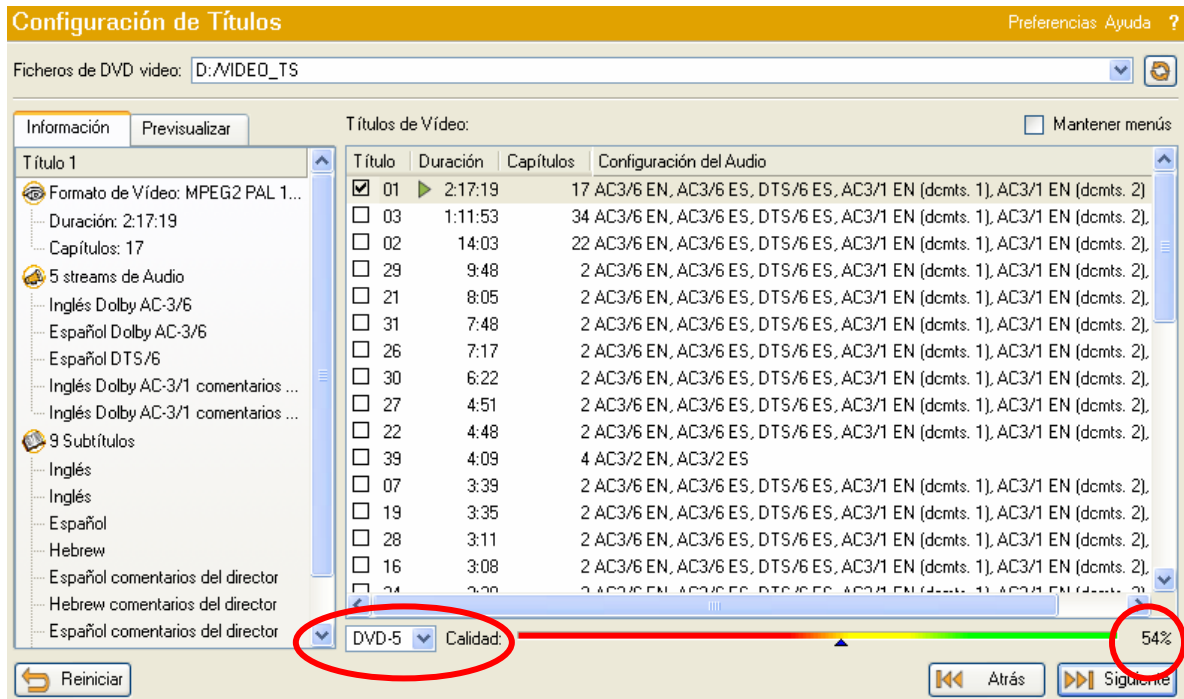 Configuración de Títulos
Preferencias Ayuda ?
Ficheros de DVD video: D:/VIDEO_TS
Información Previsualizar
Título 1
Formato de Vídeo: MPEG2 PAL 1...
Duración: 2:17:19
Capítulos: 17
5 streams de Audio
Inglés Dolby AC-3/6
Español Dolby AC-3/6
Español DTS/6
Inglés Dolby AC-3/1 comentarios ...
Inglés Dolby AC-3/1 comentarios ...
9 Subtítulos
Inglés
Inglés
Español
Hebrew
Español comentarios del director
Hebrew comentarios del director
Español comentarios del director
Títulos de Vídeo:
Mantener menús
Título Duración Capítulos Configuración del Audio
01 2:17:19 17 AC3/6 EN, AC3/6 ES, DTS/6 ES, AC3/1 EN (dcmts. 1), AC3/1 EN (dcmts. 2)
03 1:11:53 34 AC3/6 EN, AC3/6 ES, DTS/6 ES, AC3/1 EN (dcmts. 1), AC3/1 EN (dcmts. 2),
02 14:03 22 AC3/6 EN, AC3/6 ES, DTS/6 ES, AC3/1 EN (dcmts. 1), AC3/1 EN (dcmts. 2),
29 9:48 2 AC3/6 EN, AC3/6 ES, DTS/6 ES, AC3/1 EN (dcmts. 1), AC3/1 EN (dcmts. 2),
21 8:05 2 AC3/6 EN, AC3/6 ES, DTS/6 ES, AC3/1 EN (dcmts. 1), AC3/1 EN (dcmts. 2),
31 7:48 2 AC3/6 EN, AC3/6 ES, DTS/6 ES, AC3/1 EN (dcmts. 1), AC3/1 EN (dcmts. 2),
26 7:17 2 AC3/6 EN, AC3/6 ES, DTS/6 ES, AC3/1 EN (dcmts. 1), AC3/1 EN (dcmts. 2),
30 6:22 2 AC3/6 EN, AC3/6 ES, DTS/6 ES, AC3/1 EN (dcmts. 1), AC3/1 EN (dcmts. 2),
27 4:51 2 AC3/6 EN, AC3/6 ES, DTS/6 ES, AC3/1 EN (dcmts. 1), AC3/1 EN (dcmts. 2),
22 4:48 2 AC3/6 EN, AC3/6 ES, DTS/6 ES, AC3/1 EN (dcmts. 1), AC3/1 EN (dcmts. 2),
39 4:09 4 AC3/2 EN, AC3/2 ES
07 3:39 2 AC3/6 EN, AC3/6 ES, DTS/6 ES, AC3/1 EN (dcmts. 1), AC3/1 EN (dcmts. 2),
19 3:35 2 AC3/6 EN, AC3/6 ES, DTS/6 ES, AC3/1 EN (dcmts. 1), AC3/1 EN (dcmts. 2),
28 3:11 2 AC3/6 EN, AC3/6 ES, DTS/6 ES, AC3/1 EN (dcmts. 1), AC3/1 EN (dcmts. 2),
16 3:08 2 AC3/6 EN, AC3/6 ES, DTS/6 ES, AC3/1 EN (dcmts. 1), AC3/1 EN (dcmts. 2),
DVD-5 Calidad: 54%
Reiniciar Atrás Siguiente